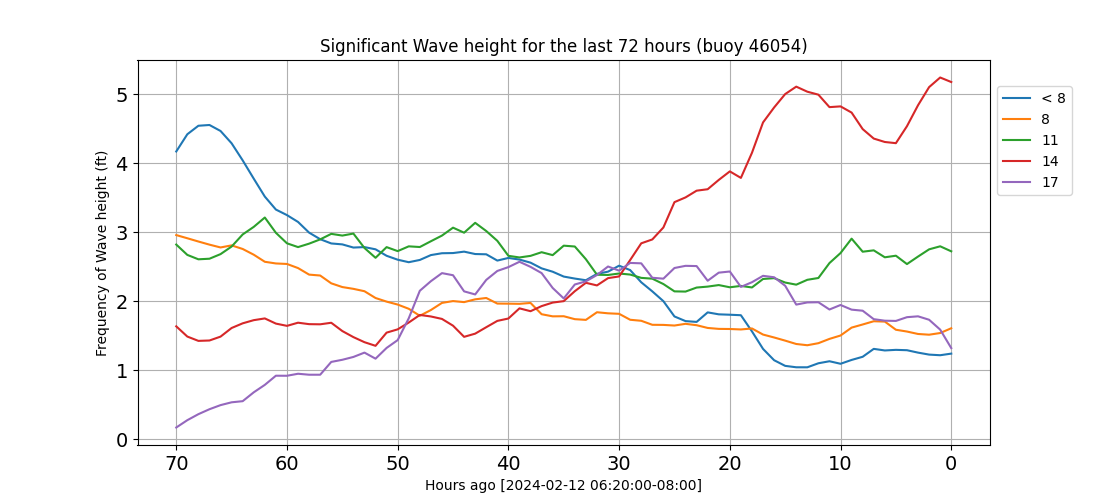 Significant Wave height for the last 72 hours (buoy 46054)
Frequency of Wave height (ft)
5
4
3
2
1
0
70 60 50 40 30 20 10 0
Hours ago [2024-02-12 06:20:00-08:00]
< 8
8
11
14
17